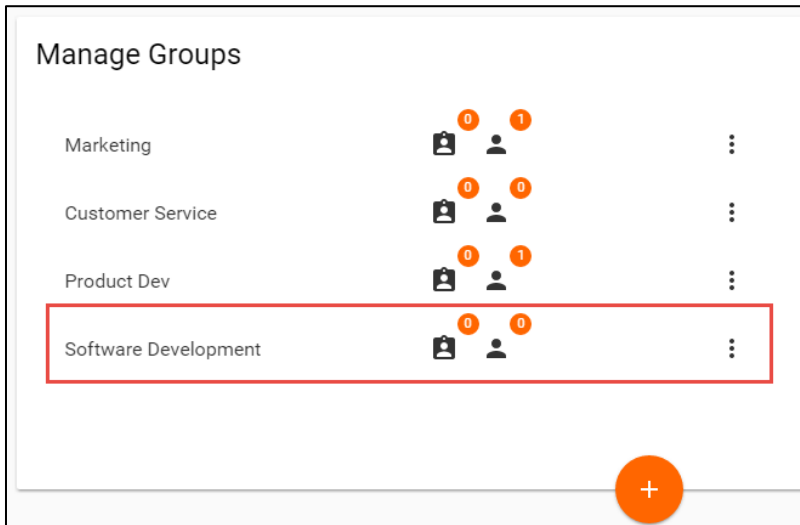 Manage Groups
0 1
Marketing
0 0
Customer Service
0 1
Product Dev
0 0
Software Development
+